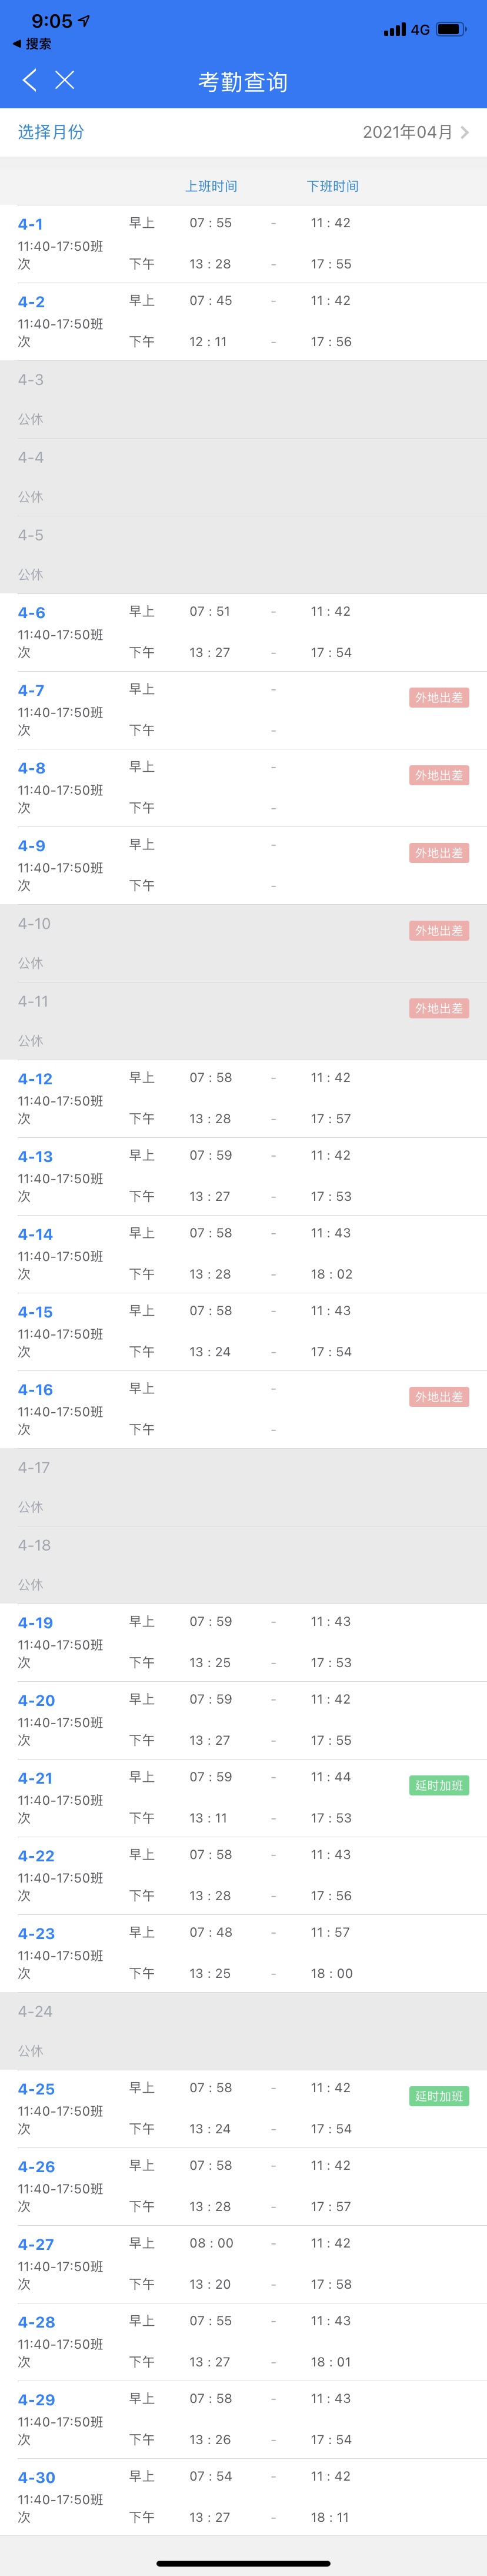 9:05
◀ 搜索
4G
考勤查询
选择月份 2021年04月
上班时间 下班时间
4-1 早上 07 : 55 - 11 : 42
11:40-17:50班
次 下午 13 : 28 - 17 : 55
4-2 早上 07 : 45 - 11 : 42
11:40-17:50班
次 下午 12 : 11 - 17 : 56
4-3
公休
4-4
公休
4-5
公休
4-6 早上 07 : 51 - 11 : 42
11:40-17:50班
次 下午 13 : 27 - 17 : 54
4-7 早上 - 外地出差
11:40-17:50班
次 下午 -
4-8 早上 - 外地出差
11:40-17:50班
次 下午 -
4-9 早上 - 外地出差
11:40-17:50班
次 下午 -
4-10 外地出差
公休
4-11 外地出差
公休
4-12 早上 07 : 58 - 11 : 42
11:40-17:50班
次 下午 13 : 28 - 17 : 57
4-13 早上 07 : 59 - 11 : 42
11:40-17:50班
次 下午 13 : 27 - 17 : 53
4-14 早上 07 : 58 - 11 : 43
11:40-17:50班
次 下午 13 : 28 - 18 : 02
4-15 早上 07 : 58 - 11 : 43
11:40-17:50班
次 下午 13 : 24 - 17 : 54
4-16 早上 - 外地出差
11:40-17:50班
次 下午 -
4-17
公休
4-18
公休
4-19 早上 07 : 59 - 11 : 43
11:40-17:50班
次 下午 13 : 25 - 17 : 53
4-20 早上 07 : 59 - 11 : 42
11:40-17:50班
次 下午 13 : 27 - 17 : 55
4-21 早上 07 : 59 - 11 : 44 延时加班
11:40-17:50班
次 下午 13 : 11 - 17 : 53
4-22 早上 07 : 58 - 11 : 43
11:40-17:50班
次 下午 13 : 28 - 17 : 56
4-23 早上 07 : 48 - 11 : 57
11:40-17:50班
次 下午 13 : 25 - 18 : 00
4-24
公休
4-25 早上 07 : 58 - 11 : 42 延时加班
11:40-17:50班
次 下午 13 : 24 - 17 : 54
4-26 早上 07 : 58 - 11 : 42
11:40-17:50班
次 下午 13 : 28 - 17 : 57
4-27 早上 08 : 00 - 11 : 42
11:40-17:50班
次 下午 13 : 20 - 17 : 58
4-28 早上 07 : 55 - 11 : 43
11:40-17:50班
次 下午 13 : 27 - 18 : 01
4-29 早上 07 : 58 - 11 : 43
11:40-17:50班
次 下午 13 : 26 - 17 : 54
4-30 早上 07 : 54 - 11 : 42
11:40-17:50班
次 下午 13 : 27 - 18 : 11